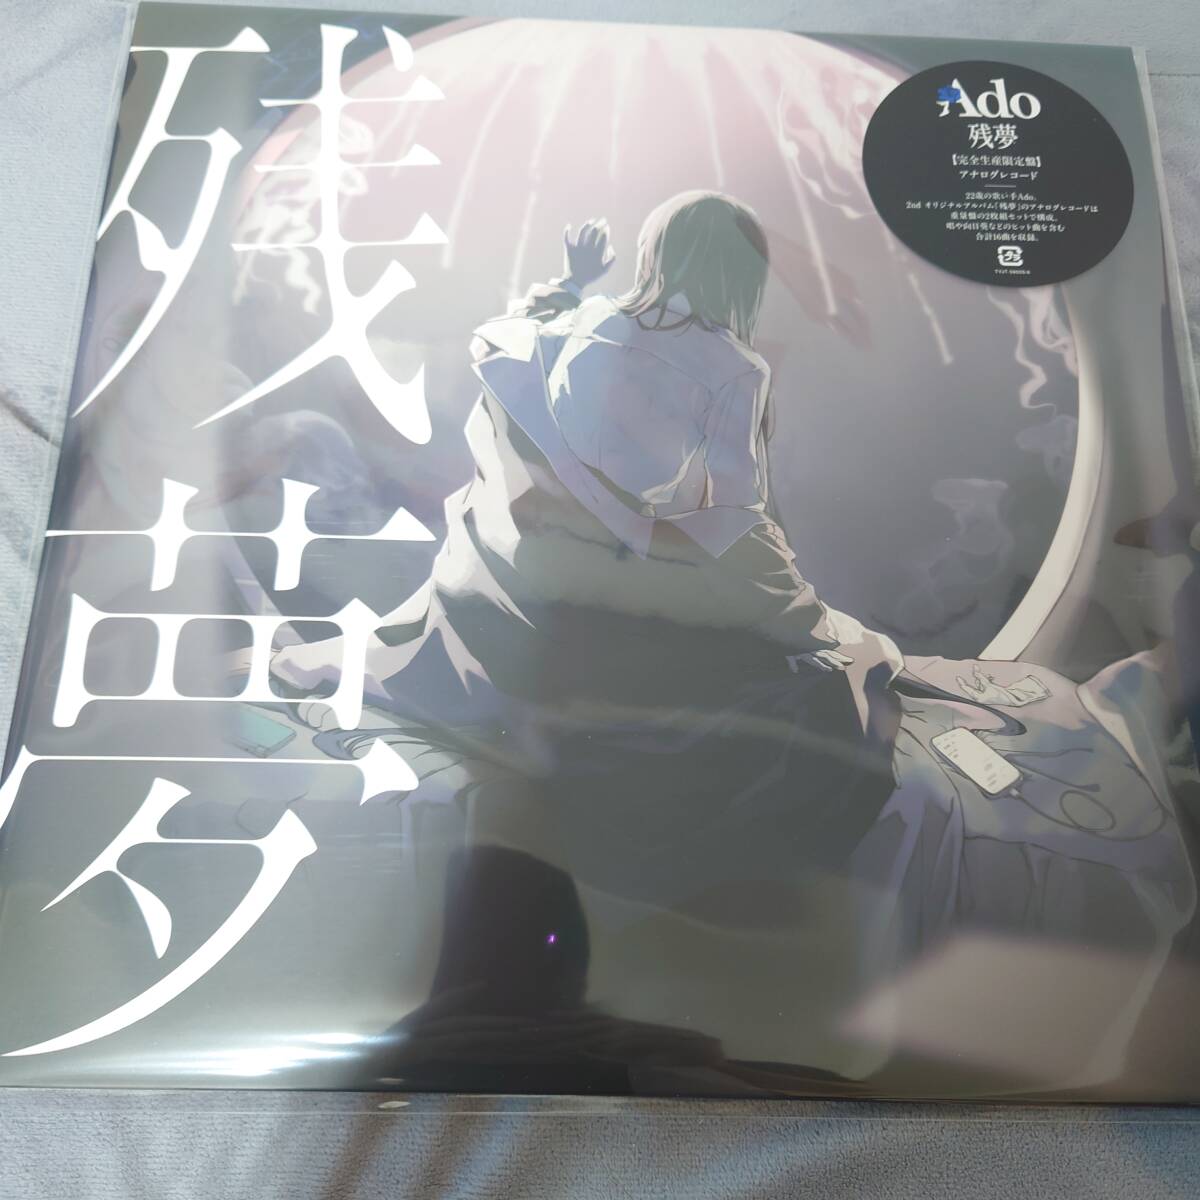 残夢
Ado
残夢
【完全生産限定盤】
アナログレコード
22歳の歌い手Ado。
2nd オリジナルアルバム「残夢」のアナログレコードは
重量盤の2枚組セットで構成。
唱や向日葵などのヒット曲を含む
合計16曲を収録。